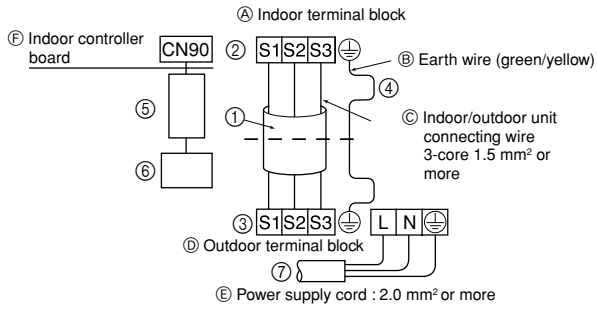 Ⓐ Indoor terminal block
Ⓕ Indoor controller
board
CN90
② S1 S2 S3
Ⓑ Earth wire (green/yellow)
④
⑤
①
Ⓒ Indoor/outdoor unit
connecting wire
3-core 1.5 mm² or
more
⑥
③ S1 S2 S3
L N
Ⓓ Outdoor terminal block
⑦
Ⓔ Power supply cord : 2.0 mm² or more